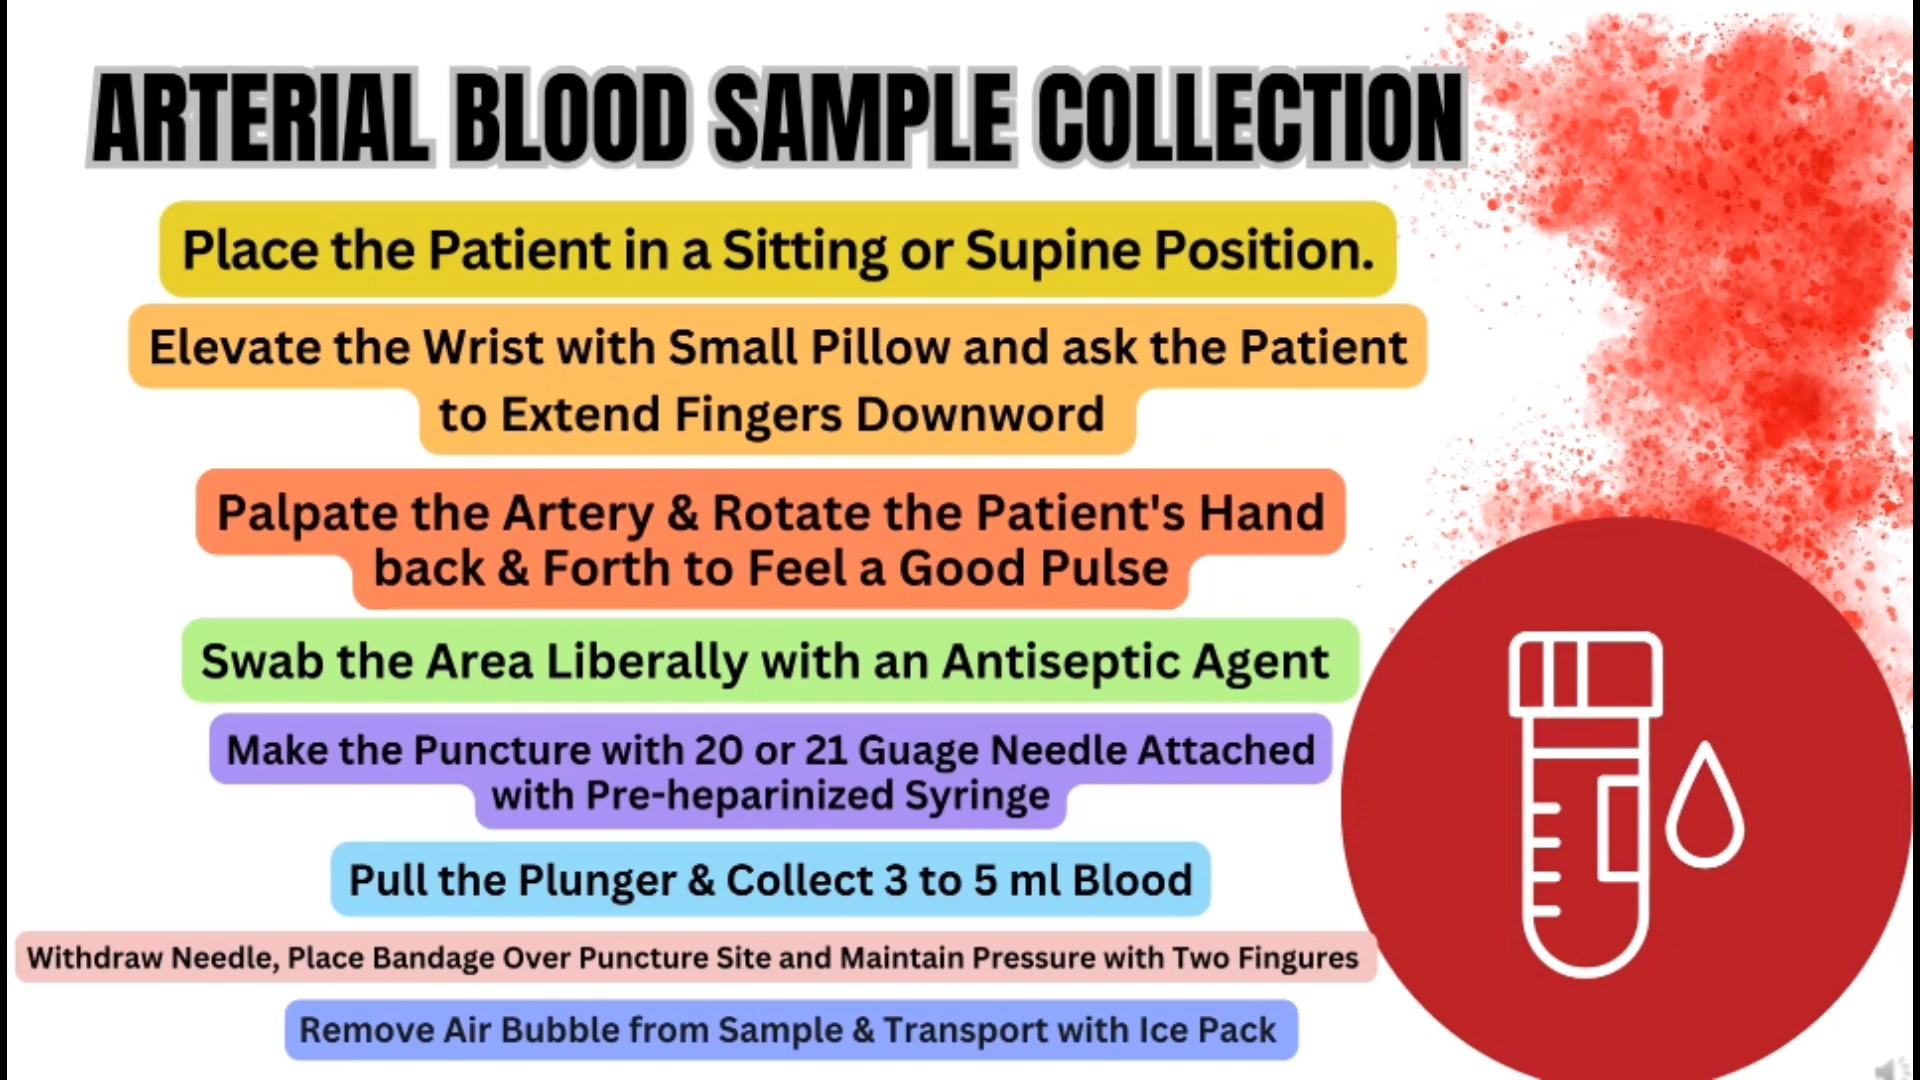 ARTERIAL BLOOD SAMPLE COLLECTION
Place the Patient in a Sitting or Supine Position.
Elevate the Wrist with Small Pillow and ask the Patient
to Extend Fingers Downword
Palpate the Artery & Rotate the Patient's Hand
back & Forth to Feel a Good Pulse
Swab the Area Liberally with an Antiseptic Agent
Make the Puncture with 20 or 21 Guage Needle Attached
with Pre-heparinized Syringe
Pull the Plunger & Collect 3 to 5 ml Blood
Withdraw Needle, Place Bandage Over Puncture Site and Maintain Pressure with Two Fingures
Remove Air Bubble from Sample & Transport with Ice Pack